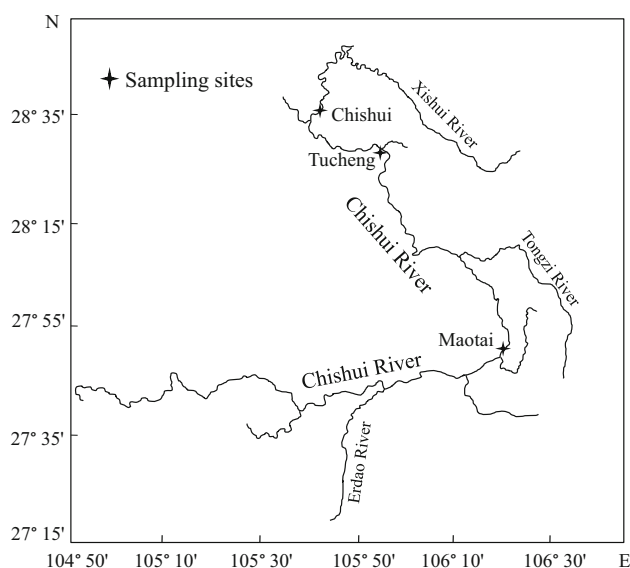 N
Sampling sites
28° 35'
Chishui
Xishui River
Tucheng
28° 15'
Chishui River
Tongzi River
27° 55'
Maotai
Chishui River
27° 35'
Erdao River
27° 15'
104° 50' 105° 10' 105° 30' 105° 50' 106° 10' 106° 30' E